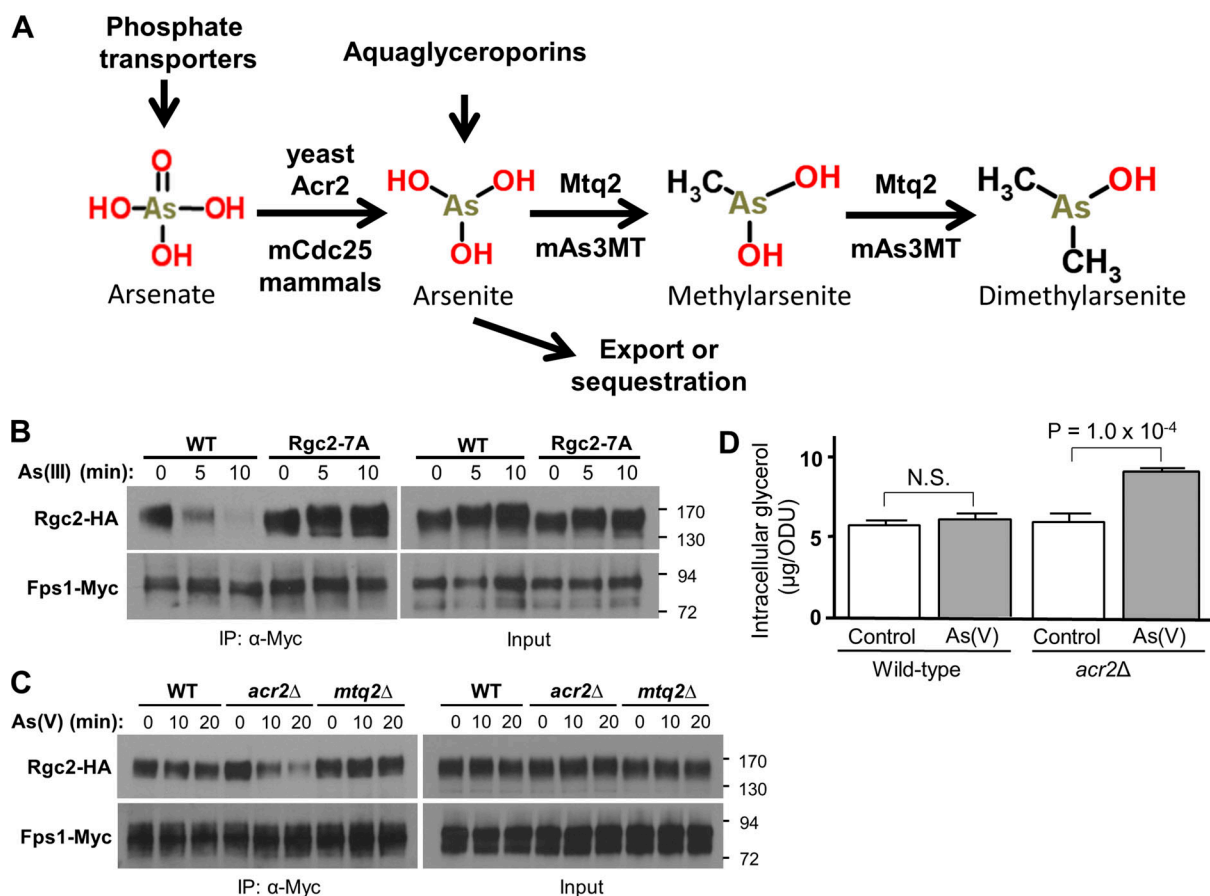 A
Phosphate
transporters
Aquaglyceroporins
O
HO As OH
OH
Arsenate
yeast
Acr2
mCdc25
mammals
HO OH
As
OH
Arsenite
Mtq2
mAs3MT
H3C OH
As
OH
Methylarsenite
Mtq2
mAs3MT
H3C OH
As
CH3
Dimethylarsenite
Export or
sequestration
B
WT Rgc2-7A WT Rgc2-7A
As(III) (min): 0 5 10 0 5 10 0 5 10 0 5 10
Rgc2-HA
170
130
Fps1-Myc
94
72
IP: α-Myc Input
C
WT acr2Δ mtq2Δ WT acr2Δ mtq2Δ
As(V) (min): 0 10 20 0 10 20 0 10 20 0 10 20 0 10 20 0 10 20
Rgc2-HA
170
130
Fps1-Myc
94
72
IP: α-Myc Input
D
P = 1.0 x 10-4
N.S.
Intracellular glycerol
(μg/ODU)
10
5
0
Control As(V) Control As(V)
Wild-type acr2Δ